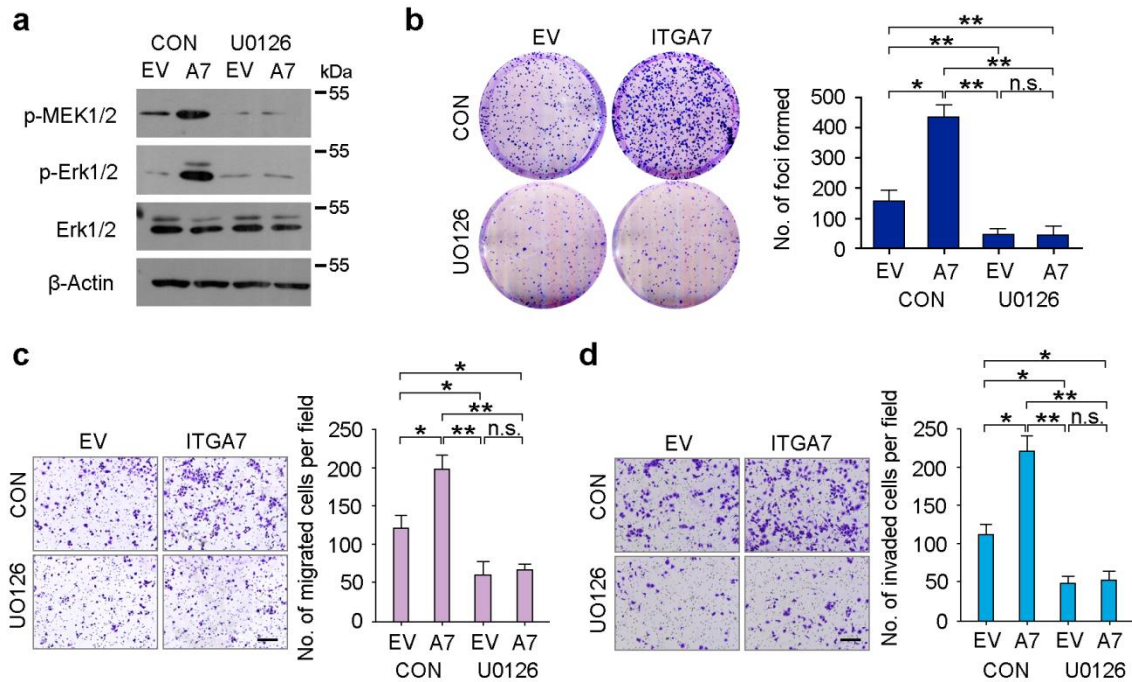 a
CON U0126
EV A7 EV A7 kDa
p-MEK1/2 55
p-Erk1/2 55
Erk1/2 55
β-Actin 55
b
EV ITGA7
CON
UO126
No. of foci formed
** 
**
**
* ** n.s.
500
400
300
200
100
0
EV A7 EV A7
CON U0126
c
EV ITGA7
CON
UO126
No. of migrated cells per field
*
*
**
* ** n.s.
250
200
150
100
50
0
EV A7 EV A7
CON U0126
d
EV ITGA7
CON
UO126
No. of invaded cells per field
*
*
**
* ** n.s.
250
200
150
100
50
0
EV A7 EV A7
CON U0126